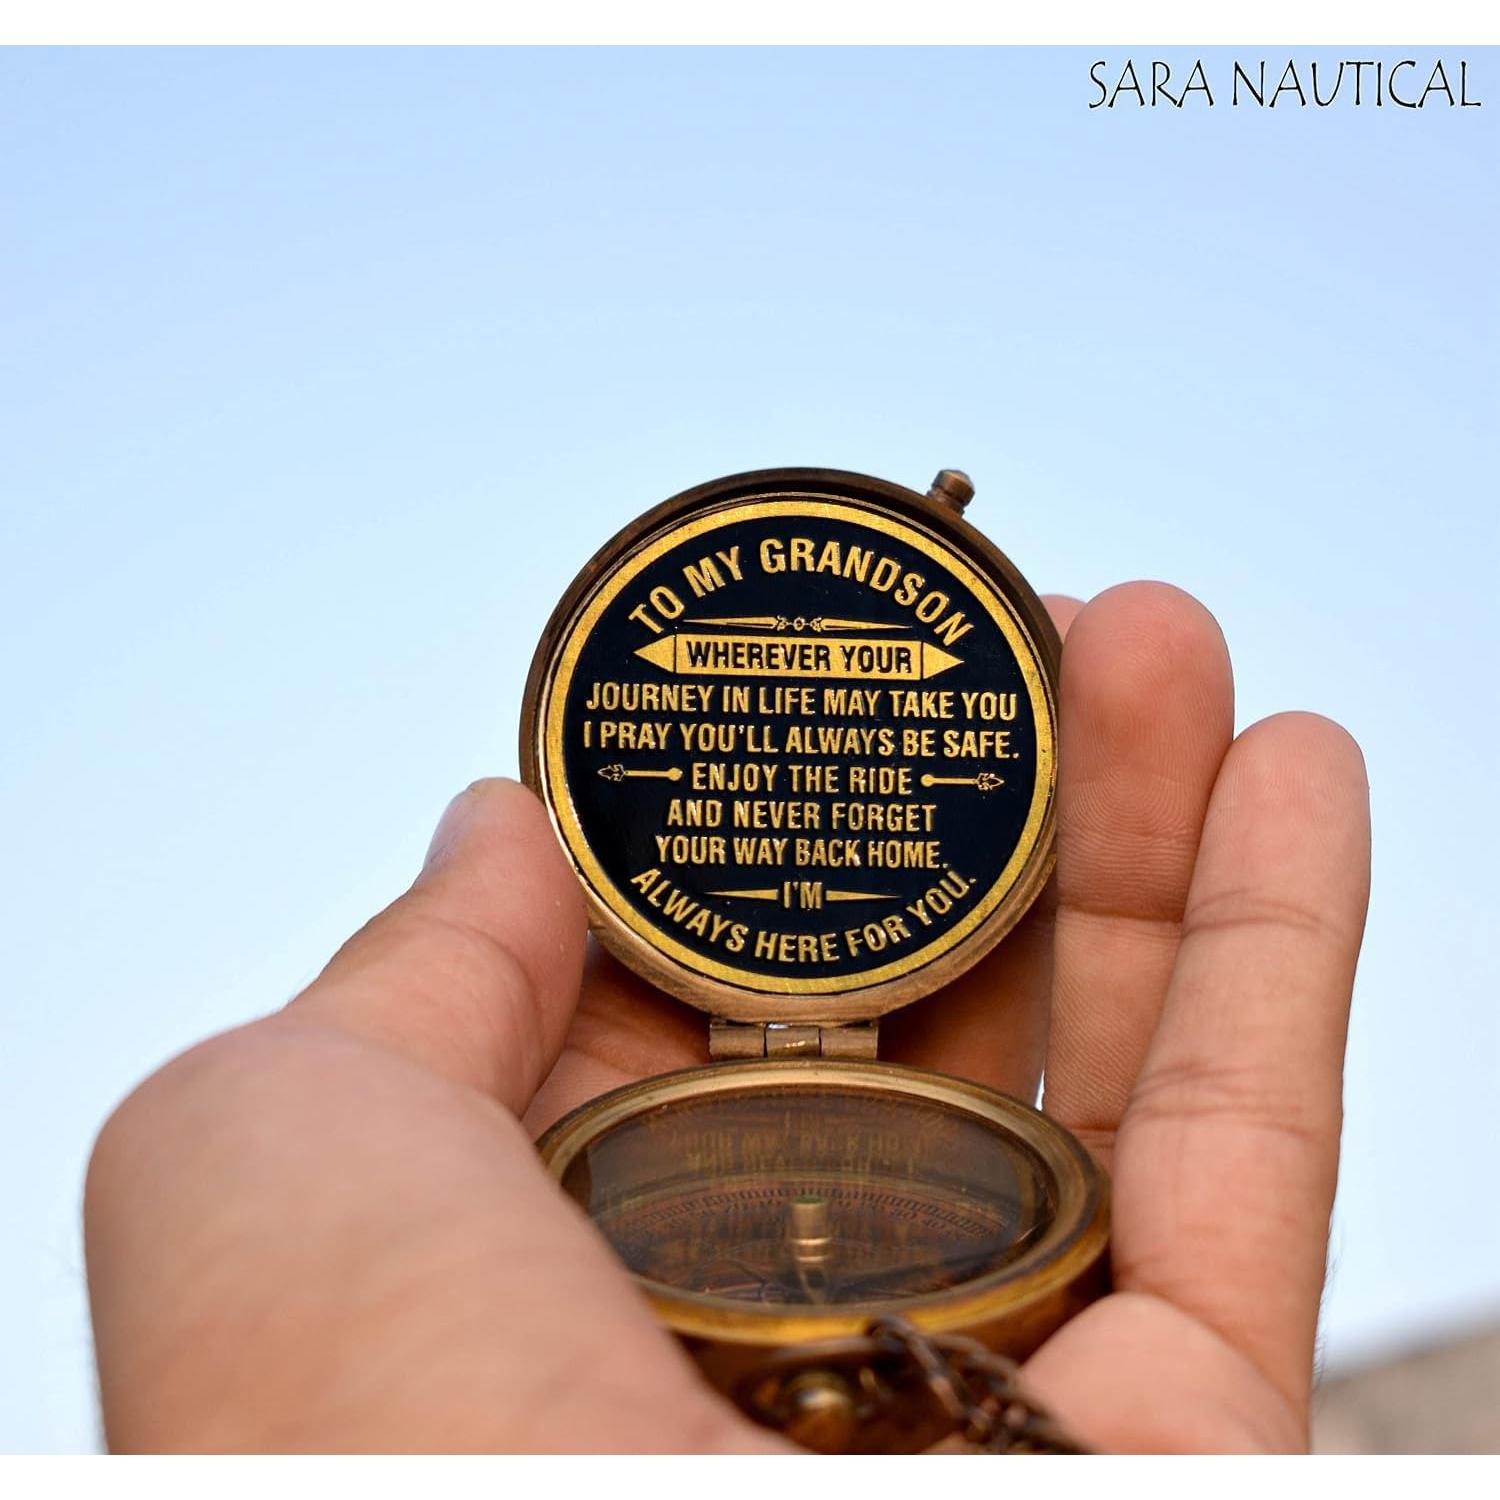 SARA NAUTICAL
TO MY GRANDSON
WHEREVER YOUR
JOURNEY IN LIFE MAY TAKE YOU
I PRAY YOU'LL ALWAYS BE SAFE.
ENJOY THE RIDE
AND NEVER FORGET
YOUR WAY BACK HOME.
I'M
ALWAYS HERE FOR YOU.